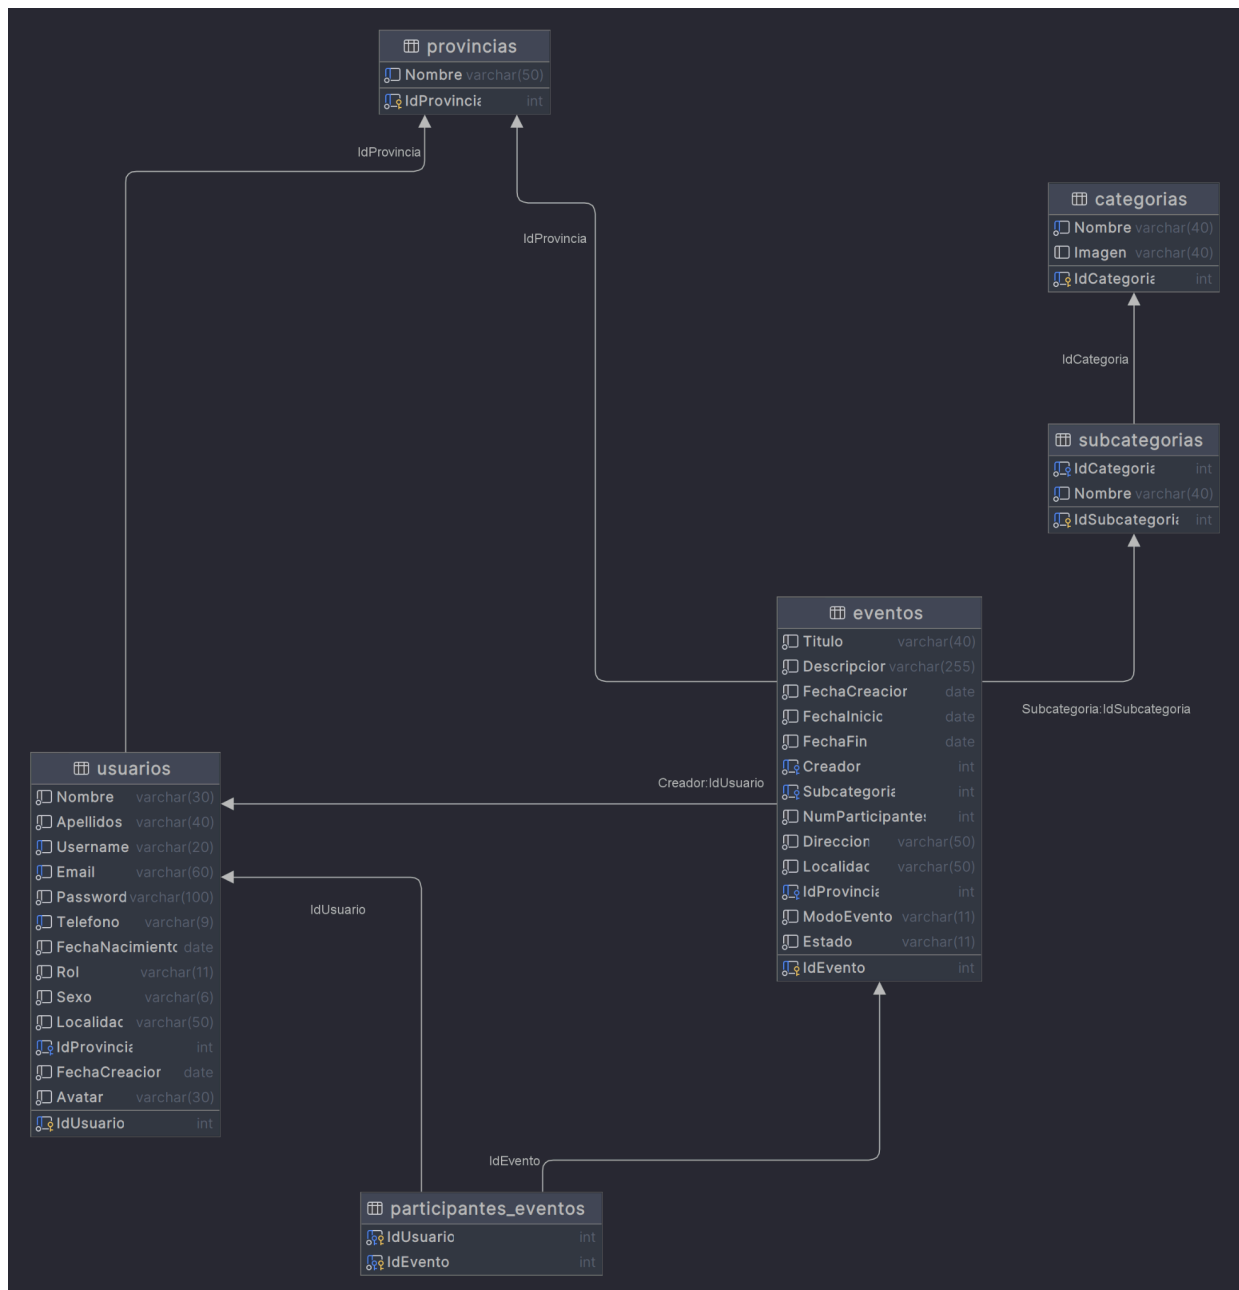 provincias
Nombre varchar(50)
IdProvincia int
IdProvincia
IdProvincia
categorias
Nombre varchar(40)
Imagen varchar(40)
IdCategoria int
IdCategoria
subcategorias
IdCategoria int
Nombre varchar(40)
IdSubcategoria int
Subcategoria:IdSubcategoria
eventos
Titulo varchar(40)
Descripcion varchar(255)
FechaCreacion date
FechaInicio date
FechaFin date
Creador int
Subcategoria int
NumParticipantes int
Direccion varchar(50)
Localidad varchar(50)
IdProvincia int
ModoEvento varchar(11)
Estado varchar(11)
IdEvento int
Creador:IdUsuario
usuarios
Nombre varchar(30)
Apellidos varchar(40)
Username varchar(20)
Email varchar(60)
Password varchar(100)
Telefono varchar(9)
FechaNacimiento date
Rol varchar(11)
Sexo varchar(6)
Localidad varchar(50)
IdProvincia int
FechaCreacion date
Avatar varchar(30)
IdUsuario int
IdUsuario
IdEvento
participantes_eventos
IdUsuario int
IdEvento int